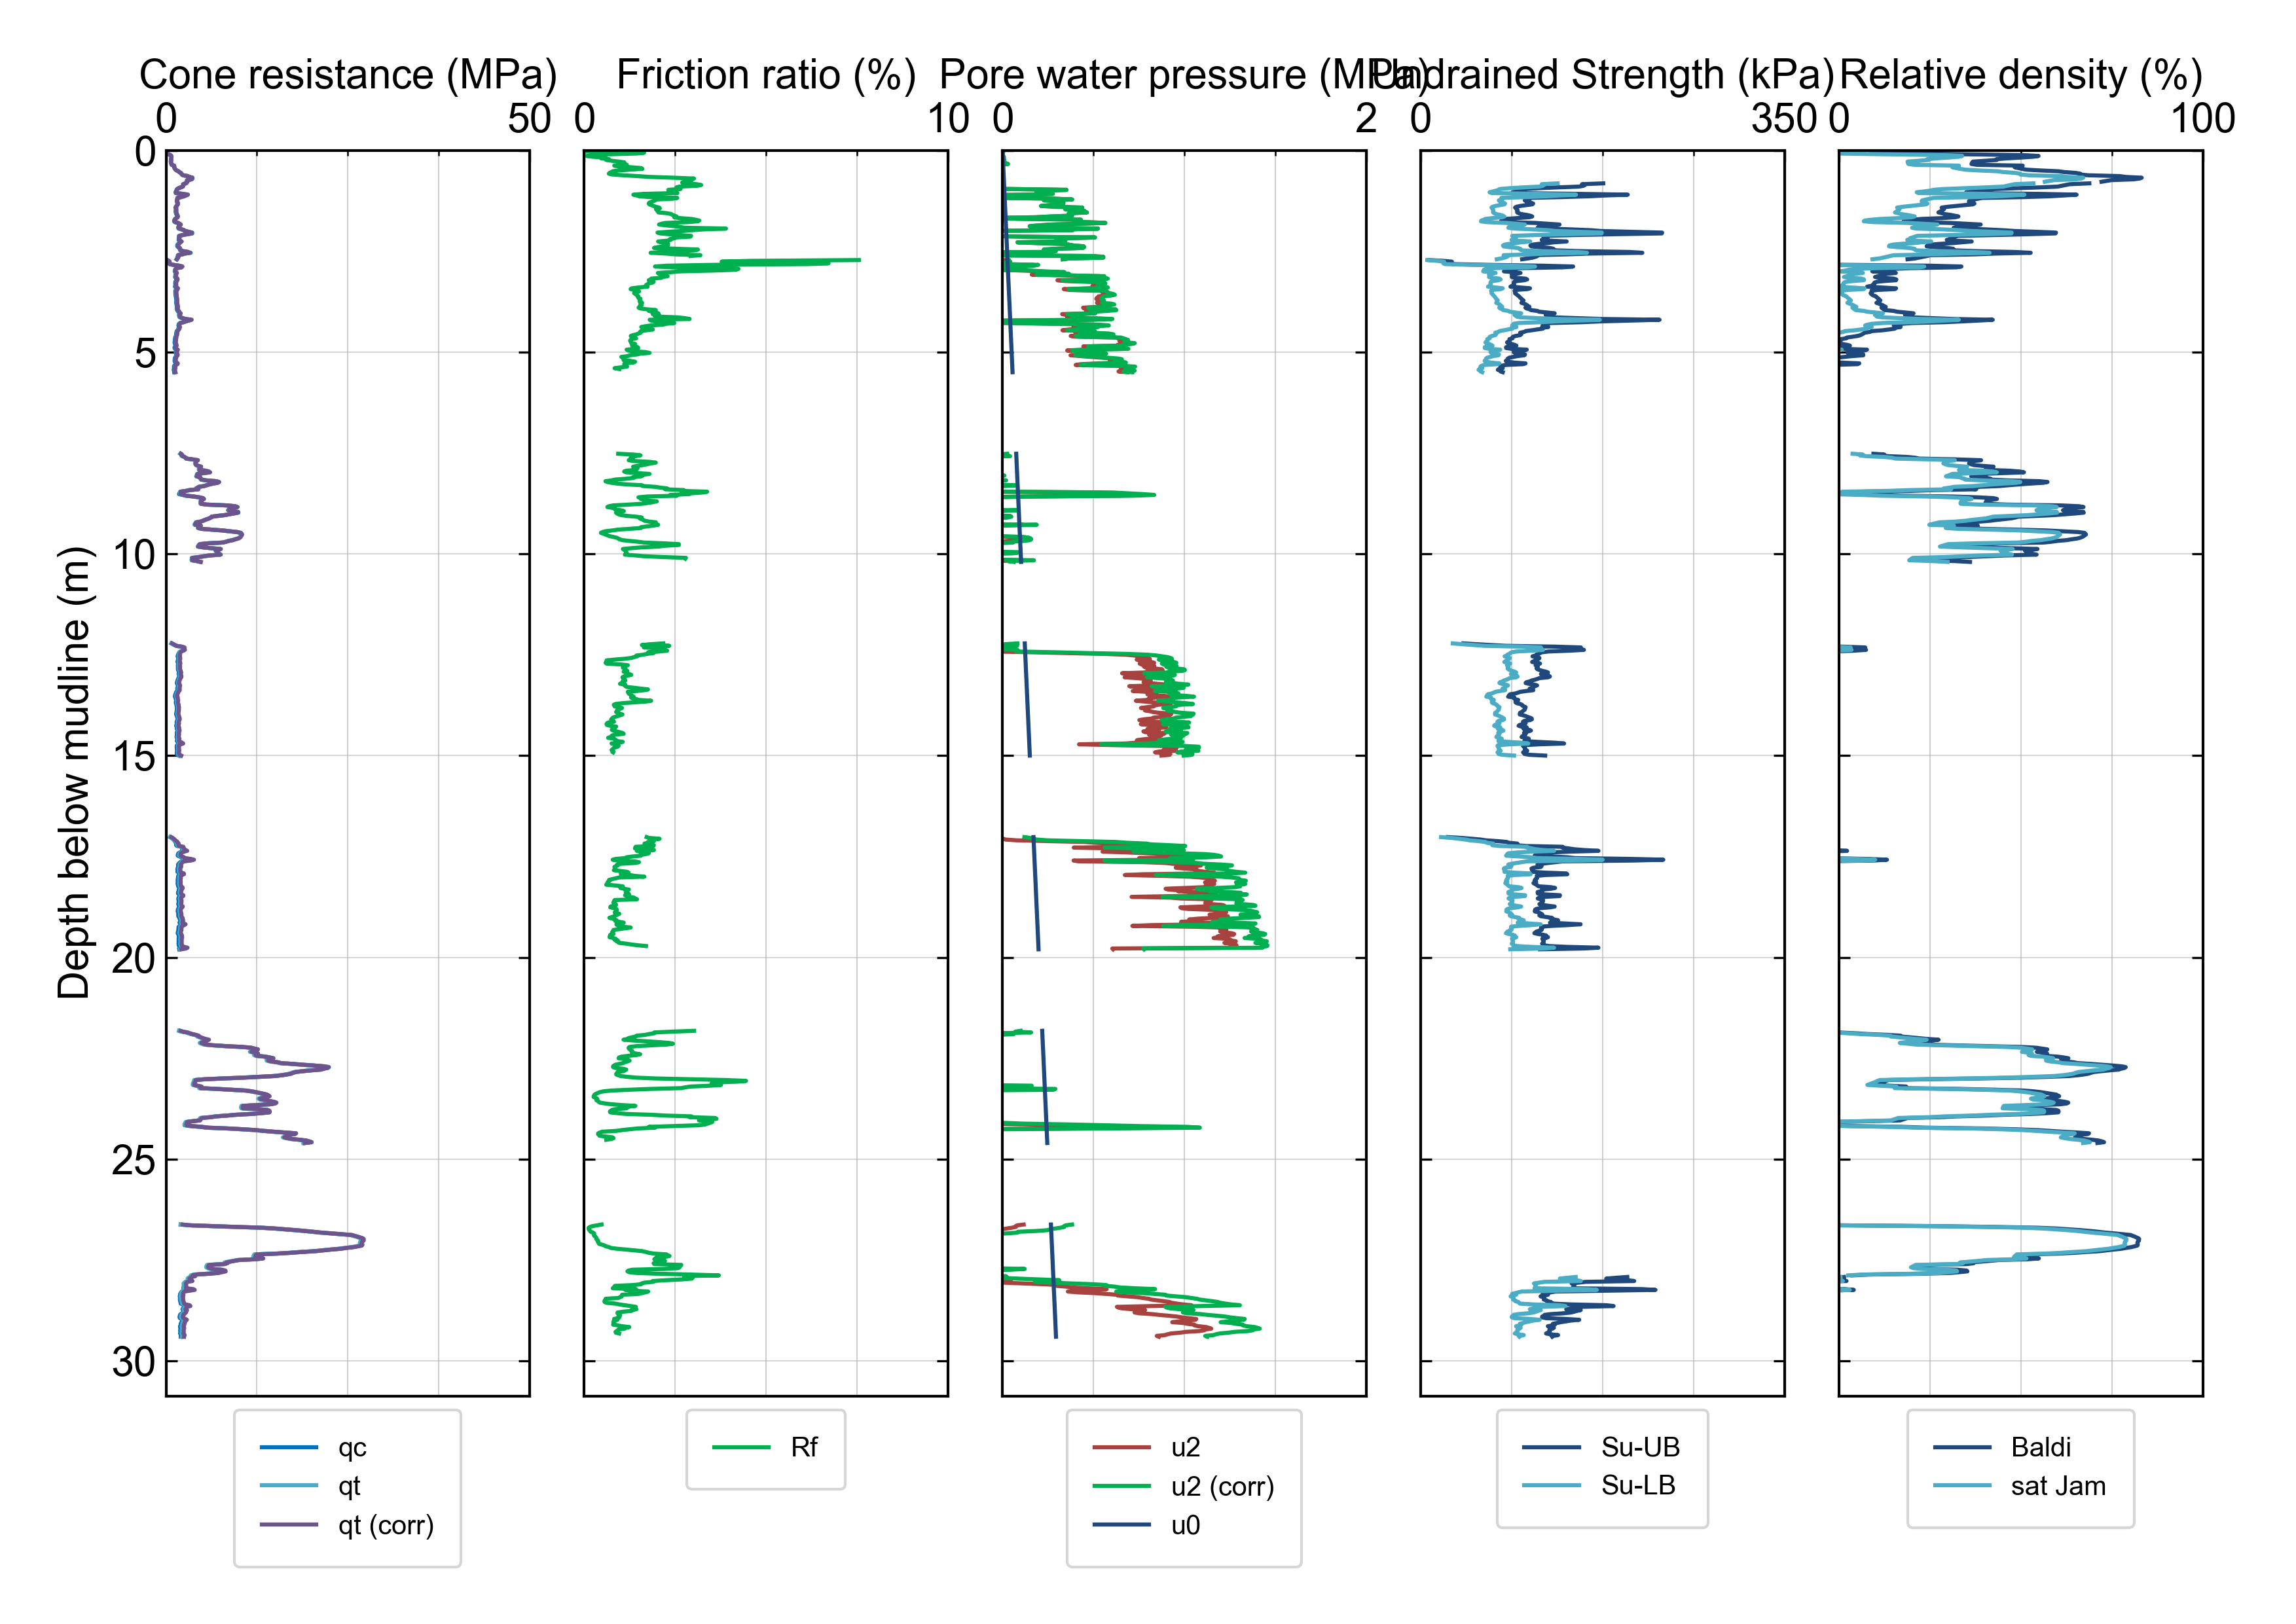 Cone resistance (MPa)
Friction ratio (%)
Pore water pressure (MPa)
Undrained Strength (kPa)
Relative density (%)
0 50
0 10
0 2
0 350
0 100
0
5
10
15
20
25
30
Depth below mudline (m)
qc
qt
qt (corr)
Rf
u2
u2 (corr)
u0
Su-UB
Su-LB
Baldi
sat Jam